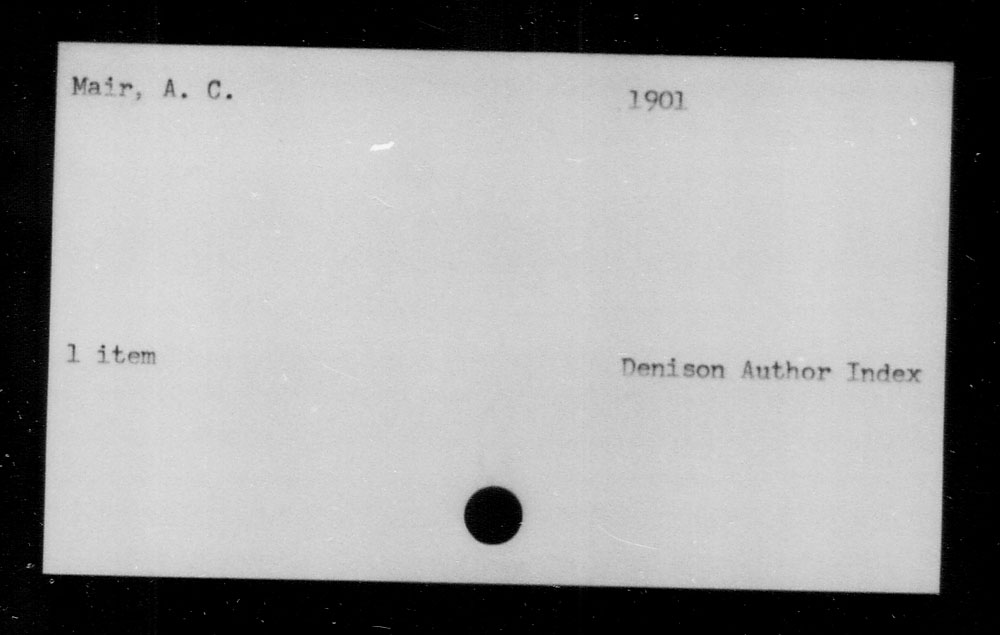 Mair, A. C. 1901
1 item Denison Author Index